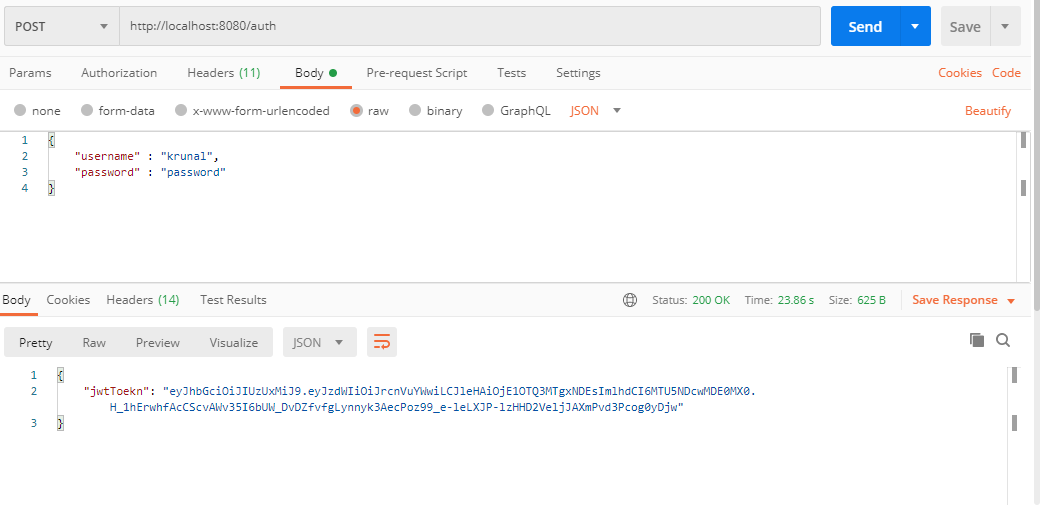 POST http://localhost:8080/auth Send Save
Params Authorization Headers (11) Body Pre-request Script Tests Settings Cookies Code
none form-data x-www-form-urlencoded raw binary GraphQL JSON Beautify
1 {
2 "username" : "krunal",
3 "password" : "password"
4 }
Body Cookies Headers (14) Test Results Status: 200 OK Time: 23.86 s Size: 625 B Save Response
Pretty Raw Preview Visualize JSON
1 {
2 "jwtToekn": "eyJhbGciOiJIUzUxMiJ9.eyJzdWIiOiJrcnVuYWwiLCJleHAiOjE1OTQ3MTgxNDEsImlhdCI6MTU5NDcwMDE0MX0.
H_1hErwhfAcCScvAWv35I6bUW_DvDZfvfgLynnyk3AecPoz99_e-leLXJP-lzHHD2VeljJAXmPvd3Pcog0yDjw"
3 }